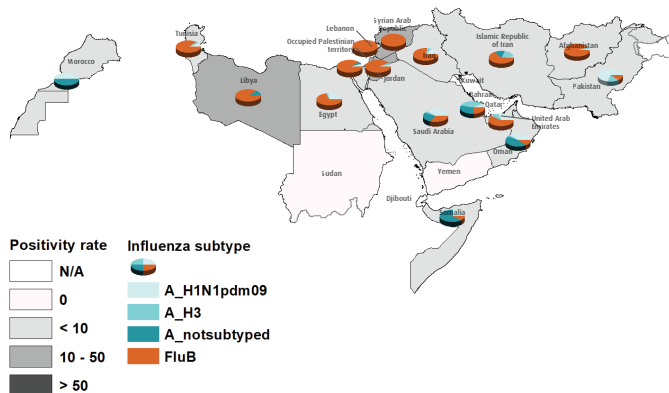 Tunisia
Lebanon
Syrian Arab
Republic
Occupied Palestinian
territory
Islamic Republic
of Iran
Afghanistan
Morocco
Iraq
Libya
Jordan
Kuwait
Pakistan
Bahrain
Qatar
Egypt
United Arab
Emirates
Saudi Arabia
Oman
Sudan
Yemen
Djibouti
Somalia
Positivity rate
N/A
0
< 10
10 - 50
> 50
Influenza subtype
A_H1N1pdm09
A_H3
A_notsubtyped
FluB